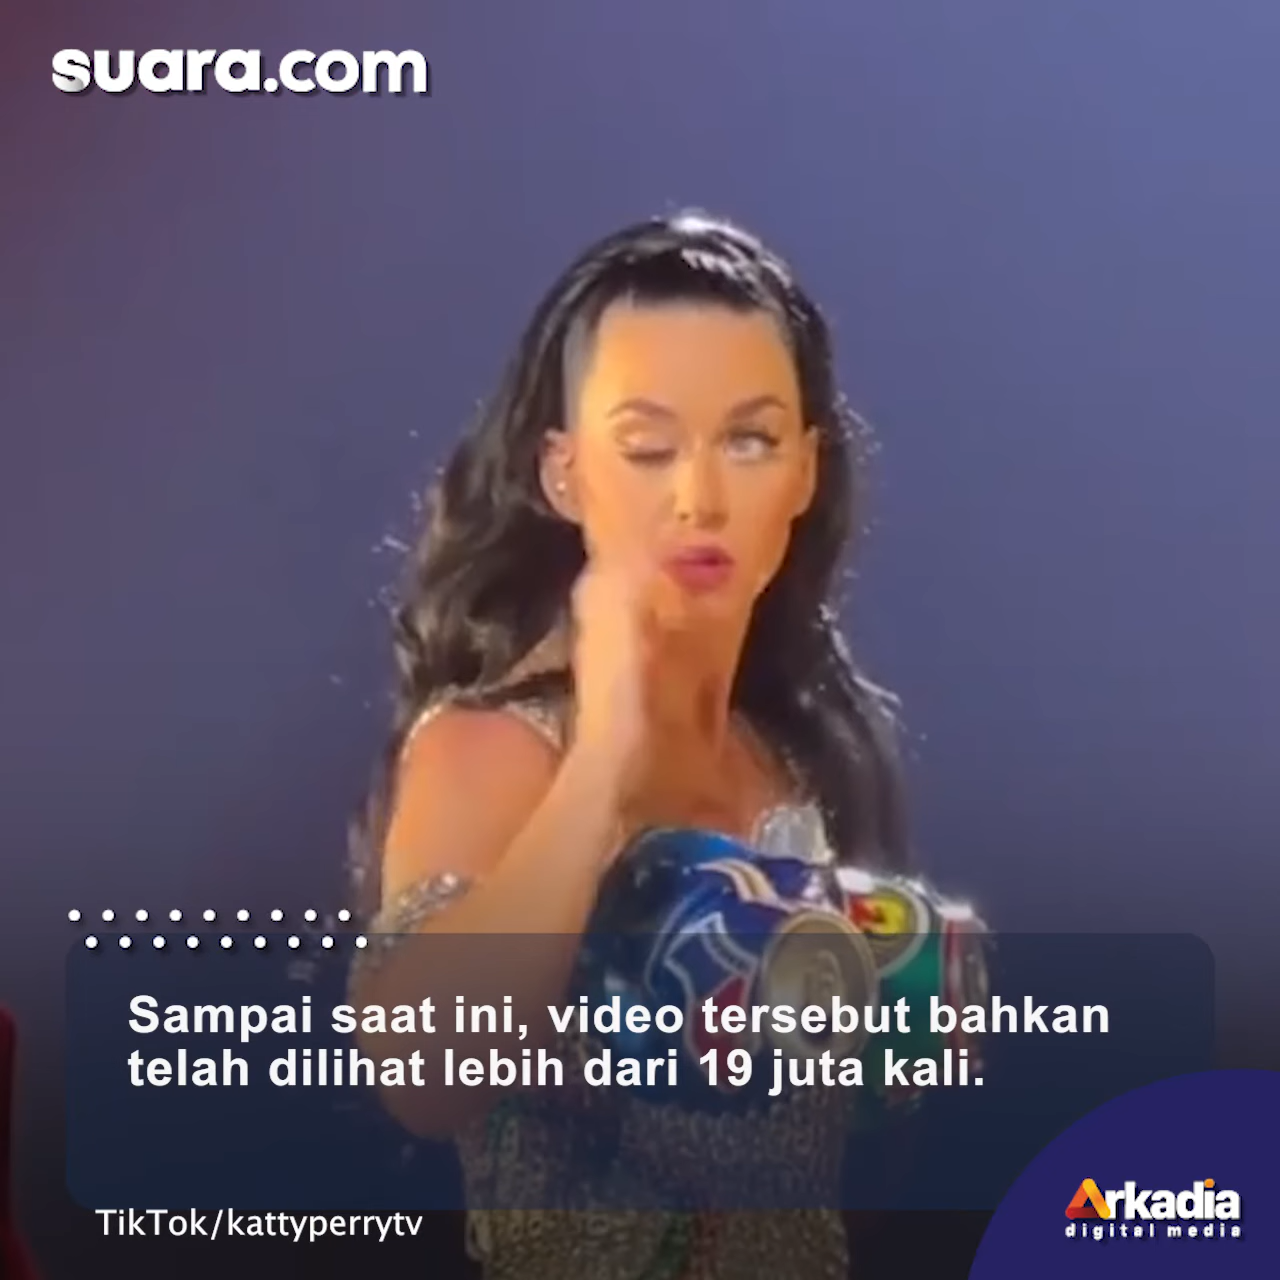 suara.com
Sampai saat ini, video tersebut bahkan
telah dilihat lebih dari 19 juta kali.
TikTok/kattyperrytv
Arkadia
digital media